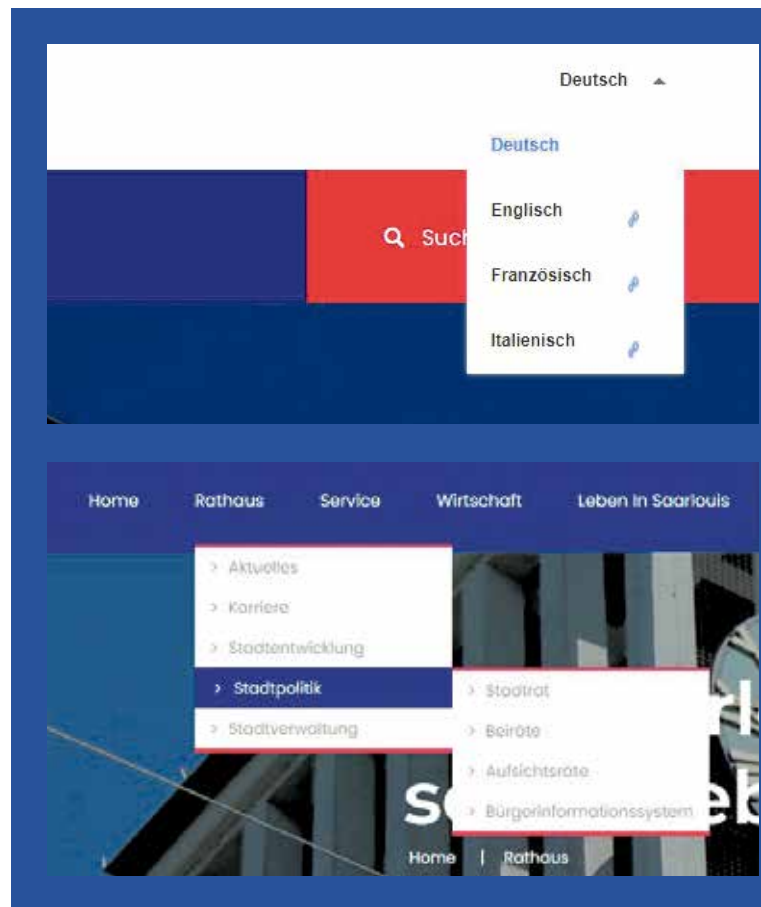 Deutsch
Deutsch
Such
Englisch
Französisch
Italienisch
Home Rathaus Service Wirtschaft Leben In Saarlouis
> Aktuelles
> Karriere
> Stadtentwicklung
> Stadtpolitik
> Stadtverwaltung
> Stadtrat
> Beiräte
> Aufsichtsräte
> Bürgerinformationssystem
Home | Rathaus